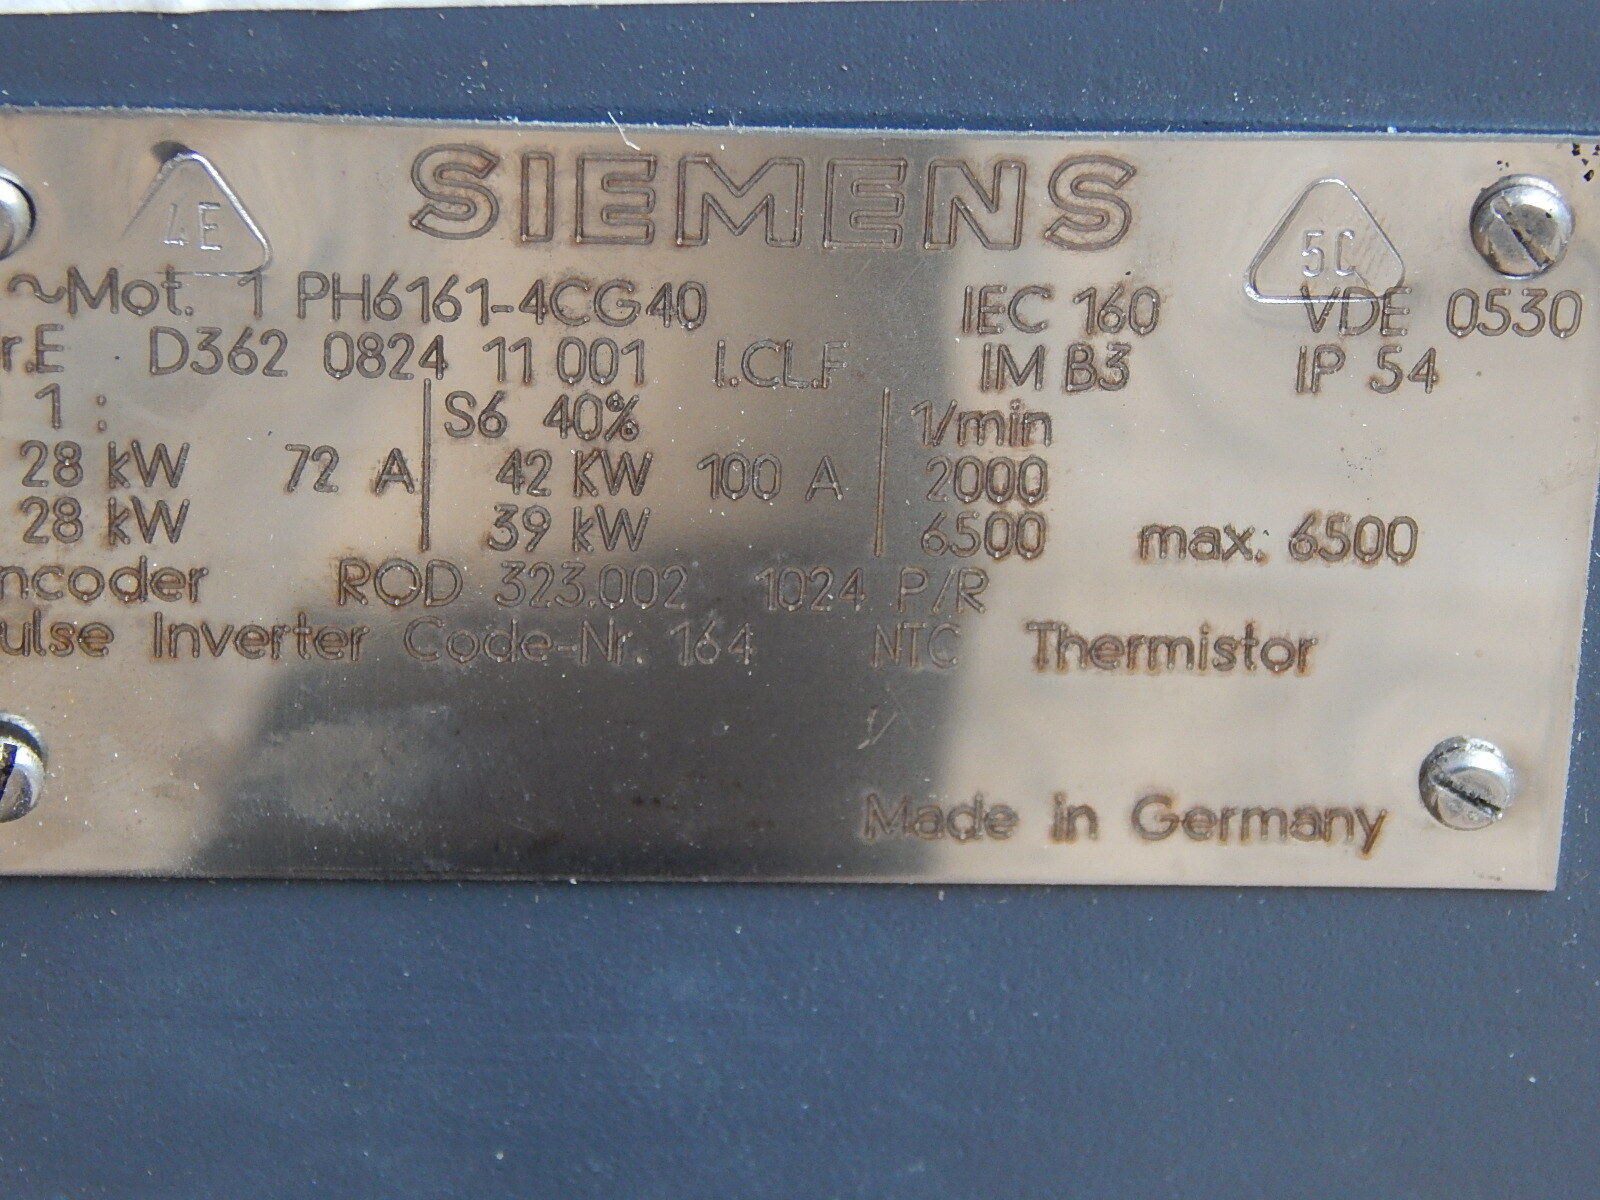 4E SIEMENS 5C
~Mot. 1 PH6161-4CG40 IEC 160 VDE 0530
r.E D362 0824 11 001 I.CL.F IM B3 IP 54
1 : S6 40% 1/min
28 kW 72 A 42 KW 100 A 2000
28 kW 39 kW 6500 max. 6500
ncoder ROD 323.002 1024 P/R
ulse Inverter Code-Nr. 164 NTC Thermistor
Made in Germany